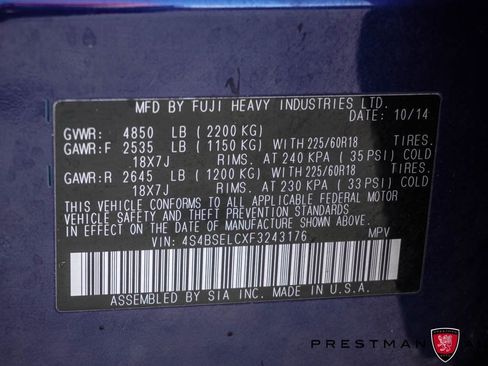 MFD BY FUJI HEAVY INDUSTRIES LTD.
DATE: 10/14
GVWR: 4850 LB (2200 KG)
GAWR:F 2535 LB (1150 KG) WITH 225/60R18 TIRES.
18X7J RIMS. AT 240 KPA (35 PSI) COLD
GAWR:R 2645 LB (1200 KG) WITH 225/60R18 TIRES.
18X7J RIMS. AT 230 KPA (33 PSI) COLD
THIS VEHICLE CONFORMS TO ALL APPLICABLE FEDERAL MOTOR
VEHICLE SAFETY AND THEFT PREVENTION STANDARDS
IN EFFECT ON THE DATE OF MANUFACTURE SHOWN ABOVE.
VIN: 4S4BSELCXF3243176 MPV
ASSEMBLED BY SIA INC. MADE IN U.S.A.
PRESTMAN